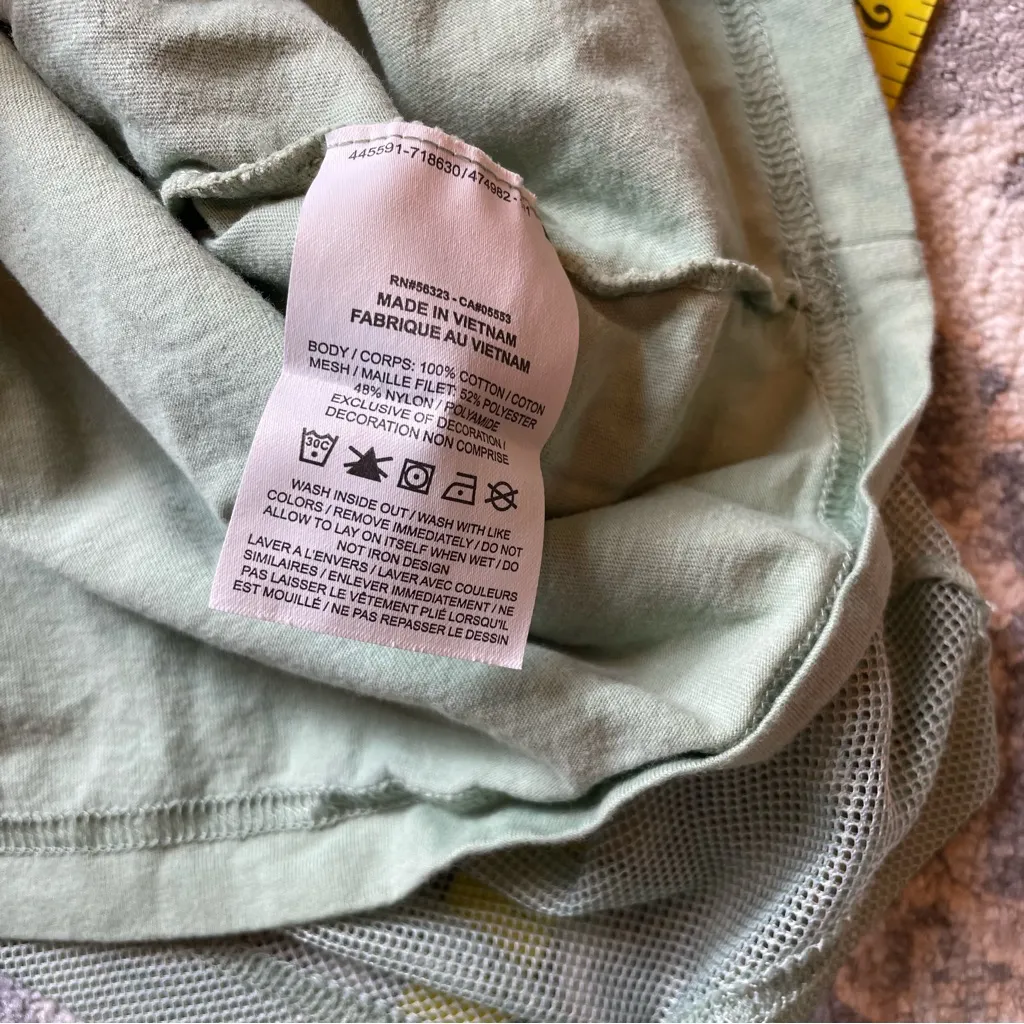 2
445591-718630/474982-
RN#56323 - CA#05553
MADE IN VIETNAM
FABRIQUE AU VIETNAM
BODY / CORPS: 100% COTTON / COTON
MESH / MAILLE FILET: 52% POLYESTER
48% NYLON / POLYAMIDE
EXCLUSIVE OF DECORATION /
DECORATION NON COMPRISE
30C
WASH INSIDE OUT / WASH WITH LIKE
COLORS / REMOVE IMMEDIATELY / DO NOT
ALLOW TO LAY ON ITSELF WHEN WET / DO
NOT IRON DESIGN
LAVER A L'ENVERS / LAVER AVEC COULEURS
SIMILAIRES / ENLEVER IMMEDIATEMENT / NE
PAS LAISSER LE VÊTEMENT PLIÉ LORSQU'IL
EST MOUILLÉ / NE PAS REPASSER LE DESSIN